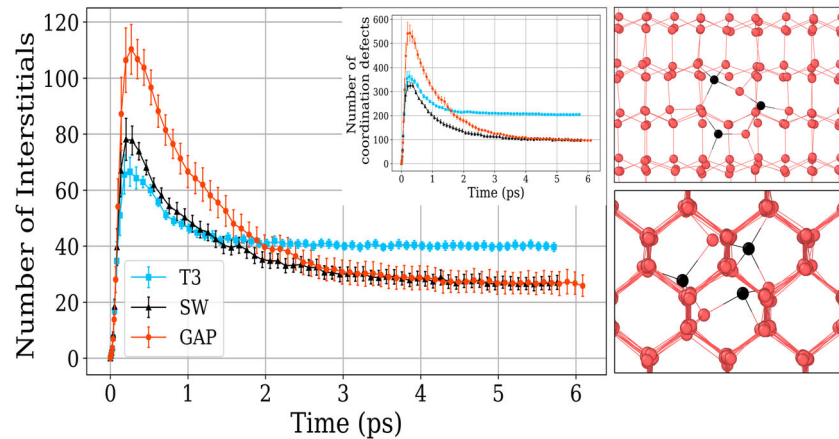 120
100
80
60
40
20
0
Number of Interstitials
T3
SW
GAP
0 1 2 3 4 5 6
Time (ps)
600
500
400
300
200
100
0
Number of
coordination defects
0 1 2 3 4 5 6
Time (ps)